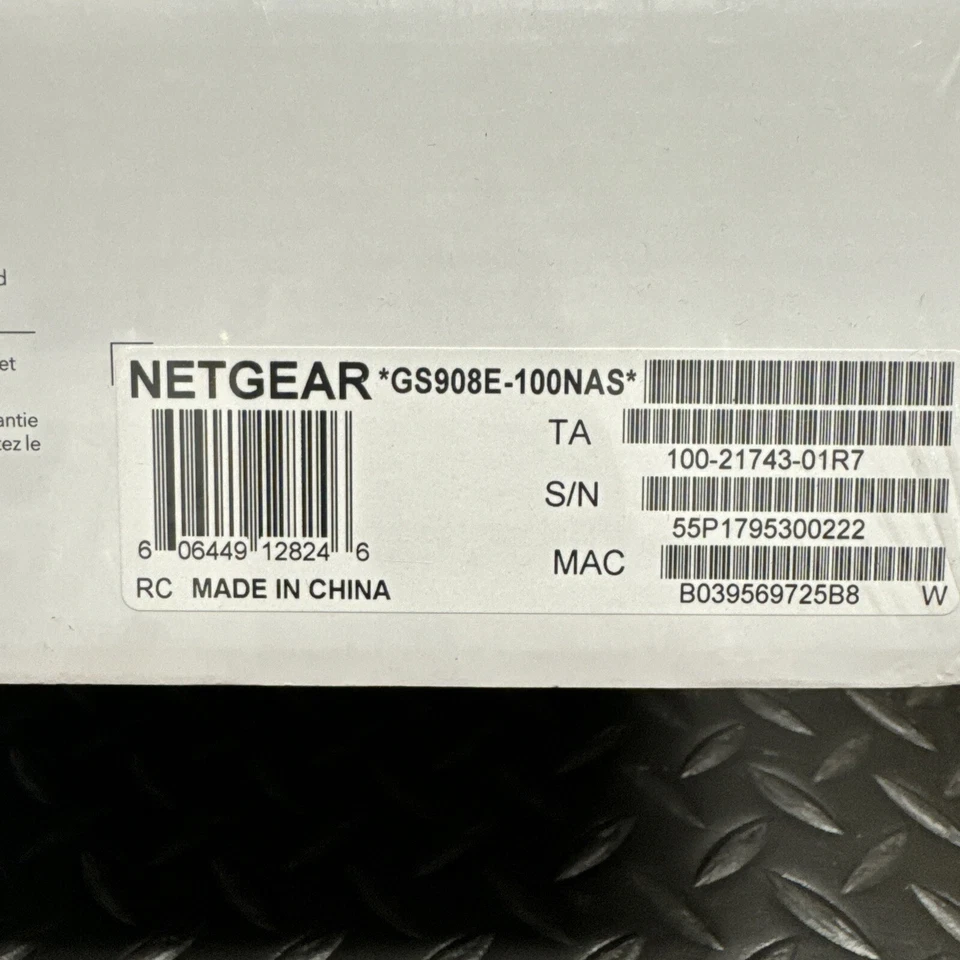 d
et
antie
tez le
NETGEAR *GS908E-100NAS*
TA
100-21743-01R7
S/N
55P1795300222
MAC
B039569725B8 W
6 06449 12824 6
RC MADE IN CHINA